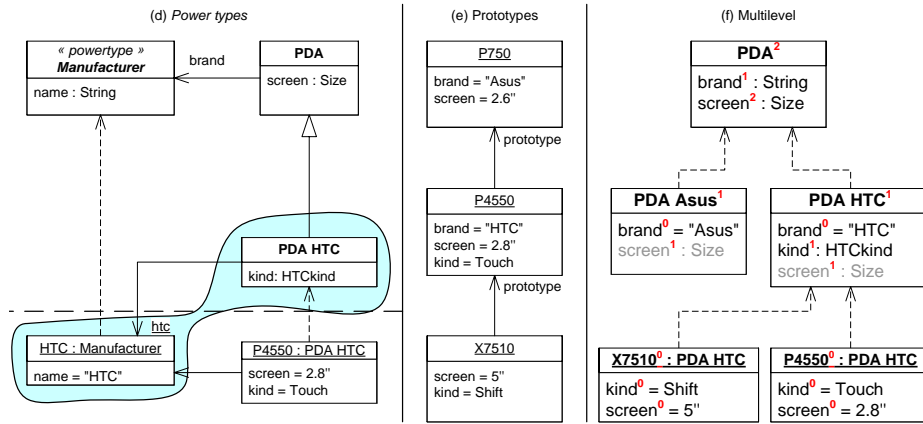 (d) Power types
« powertype »
Manufacturer
name : String
brand
PDA
screen : Size
PDA HTC
kind: HTCkind
htc
HTC : Manufacturer
name = "HTC"
P4550 : PDA HTC
screen = 2.8"
kind = Touch
(e) Prototypes
P750
brand = "Asus"
screen = 2.6"
prototype
P4550
brand = "HTC"
screen = 2.8"
kind = Touch
prototype
X7510
screen = 5"
kind = Shift
(f) Multilevel
PDA²
brand¹ : String
screen² : Size
PDA Asus¹
brand⁰ = "Asus"
screen¹ : Size
PDA HTC¹
brand⁰ = "HTC"
kind¹: HTCkind
screen¹ : Size
X7510⁰ : PDA HTC
kind⁰ = Shift
screen⁰ = 5"
P4550⁰ : PDA HTC
kind⁰ = Touch
screen⁰ = 2.8"